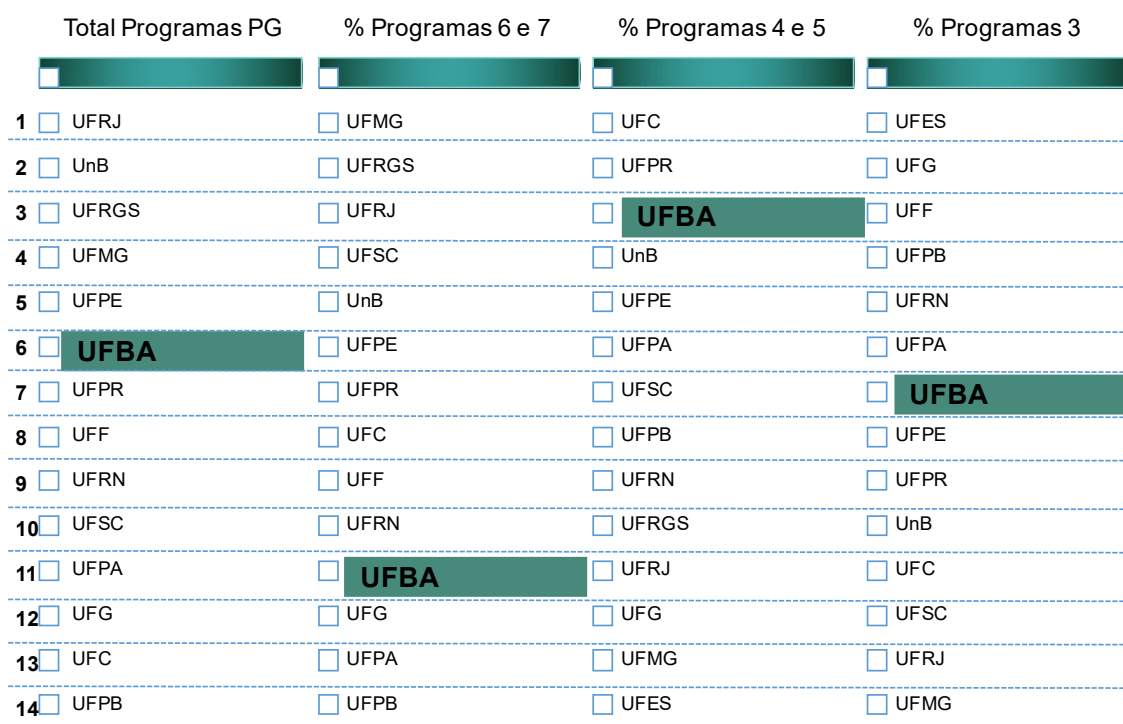 Total Programas PG % Programas 6 e 7 % Programas 4 e 5 % Programas 3
1 UFRJ UFMG UFC UFES
2 UnB UFRGS UFPR UFG
3 UFRGS UFRJ UFBA UFF
4 UFMG UFSC UnB UFPB
5 UFPE UnB UFPE UFRN
6 UFBA UFPE UFPA UFPA
7 UFPR UFPR UFSC UFBA
8 UFF UFC UFPB UFPE
9 UFRN UFF UFRN UFPR
10 UFSC UFRN UFRGS UnB
11 UFPA UFBA UFRJ UFC
12 UFG UFG UFG UFSC
13 UFC UFPA UFMG UFRJ
14 UFPB UFPB UFES UFMG